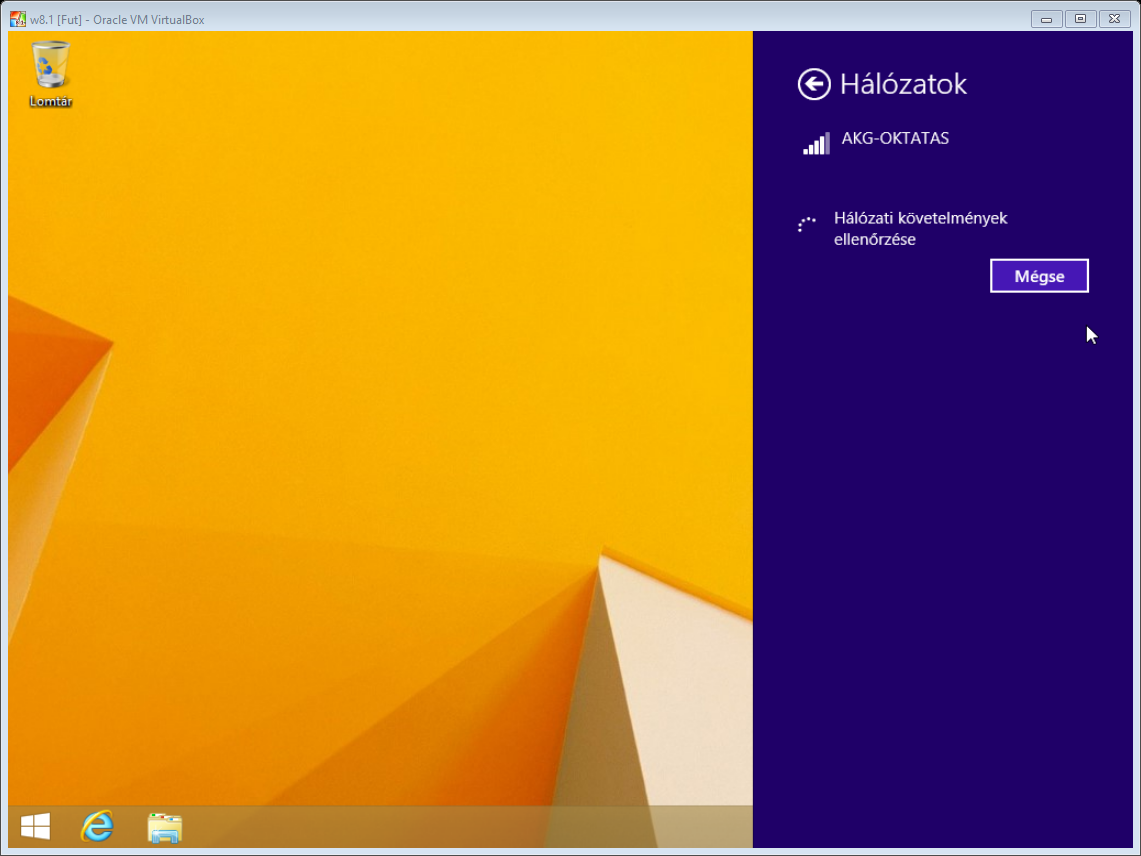 w8.1 [Fut] - Oracle VM VirtualBox
Lomtár
Hálózatok
AKG-OKTATAS
Hálózati követelmények
ellenőrzése
Mégse